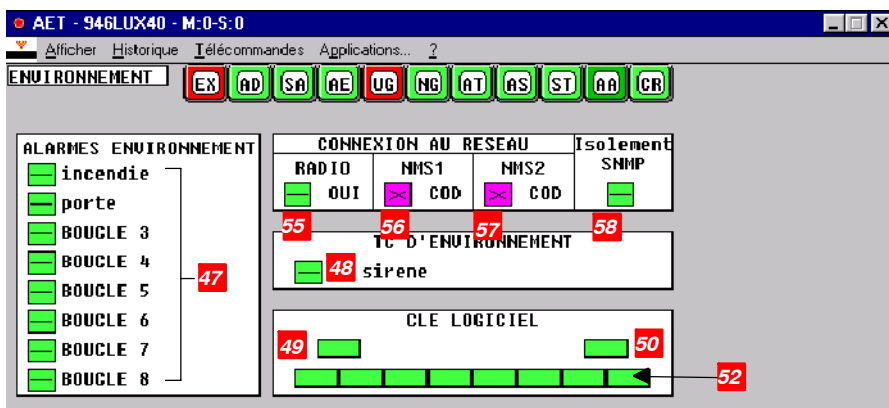 AET - 946LUX40 - M:0-S:0
Afficher Historique Télécommandes Applications... ?
ENVIRONNEMENT EX AD SA AE UG NG AT AS ST AA CR
ALARMES ENVIRONNEMENT
incendie
porte
BOUCLE 3
BOUCLE 4
BOUCLE 5
BOUCLE 6
BOUCLE 7
BOUCLE 8
47
CONNEXION AU RESEAU
Isolement
RADIO NMS1 NMS2 SNMP
OUI COD COD
55 56 57 58
TC D'ENVIRONNEMENT
48 sirene
CLE LOGICIEL
49 50
52